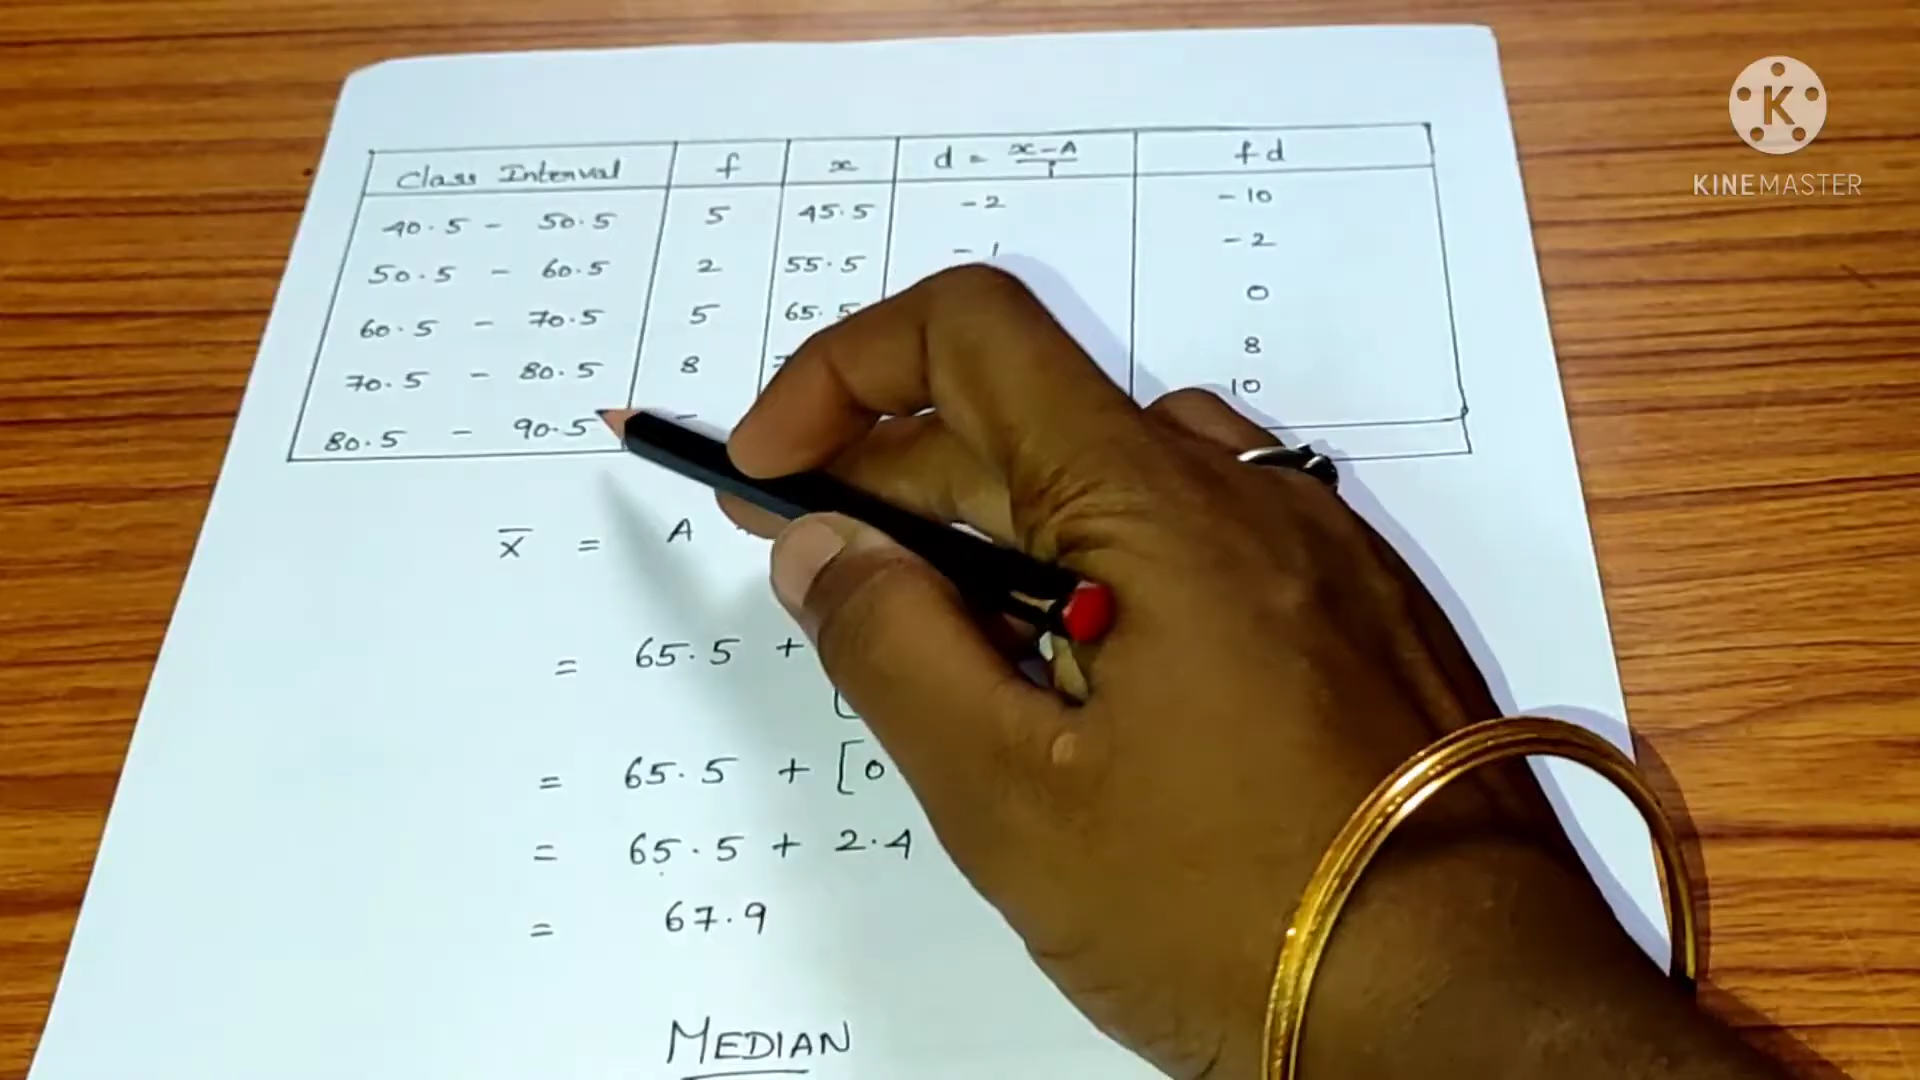 K
KINEMASTER
Class Interval f x d = x-A/i fd
40.5 - 50.5 5 45.5 -2 -10
50.5 - 60.5 2 55.5 -1 -2
60.5 - 70.5 5 65.5 0
70.5 - 80.5 8 8
80.5 - 90.5 10
x̄ = A
= 65.5 +
= 65.5 + [0
= 65.5 + 2.4
= 67.9
MEDIAN